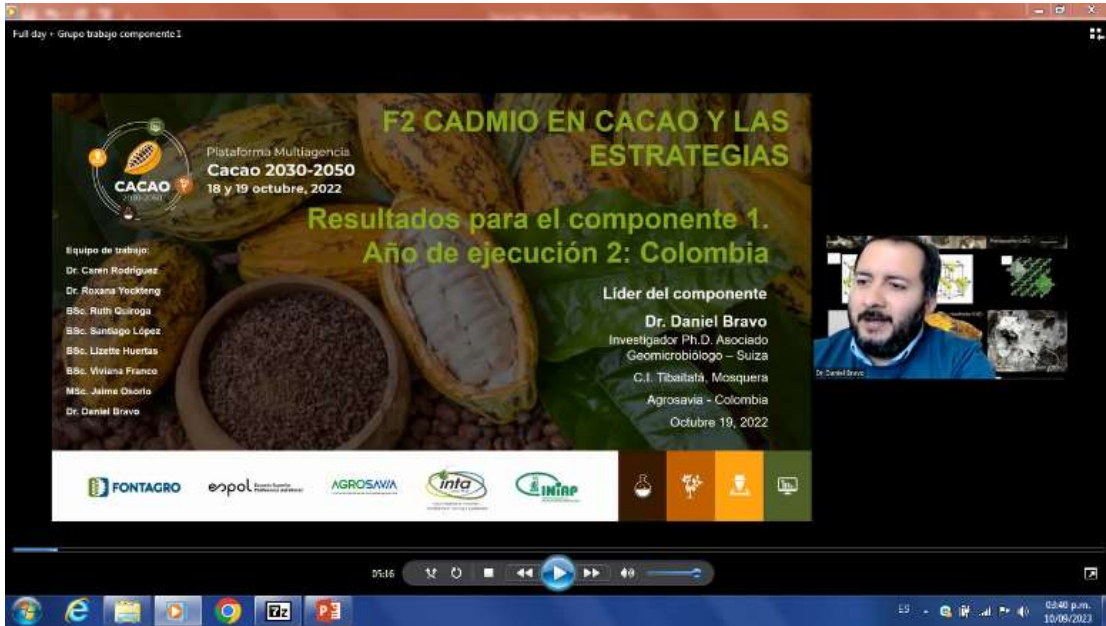 Full day + Grupo trabajo componente 1
F2 CADMIO EN CACAO Y LAS
ESTRATEGIAS
Plataforma Multiagencia
Cacao 2030-2050
18 y 19 octubre, 2022
CACAO
2030-2050
Resultados para el componente 1.
Año de ejecución 2: Colombia
Equipo de trabajo:
Dr. Caren Rodríguez
Dr. Roxana Yockteng
BSc. Ruth Quiroga
BSc. Santiago López
BSc. Lizette Huertas
BSc. Viviana Franco
MSc. Jaime Osorio
Dr. Daniel Bravo
Líder del componente
Dr. Daniel Bravo
Investigador Ph.D. Asociado
Geomicrobiólogo – Suiza
C.I. Tibaitatá, Mosquera
Agrosavia - Colombia
Octubre 19, 2022
Dr. Daniel Bravo
FONTAGRO
espol
AGROSAVIA
inta
INIAP
05:16
7z
ES
03:40 p.m.
10/09/2023